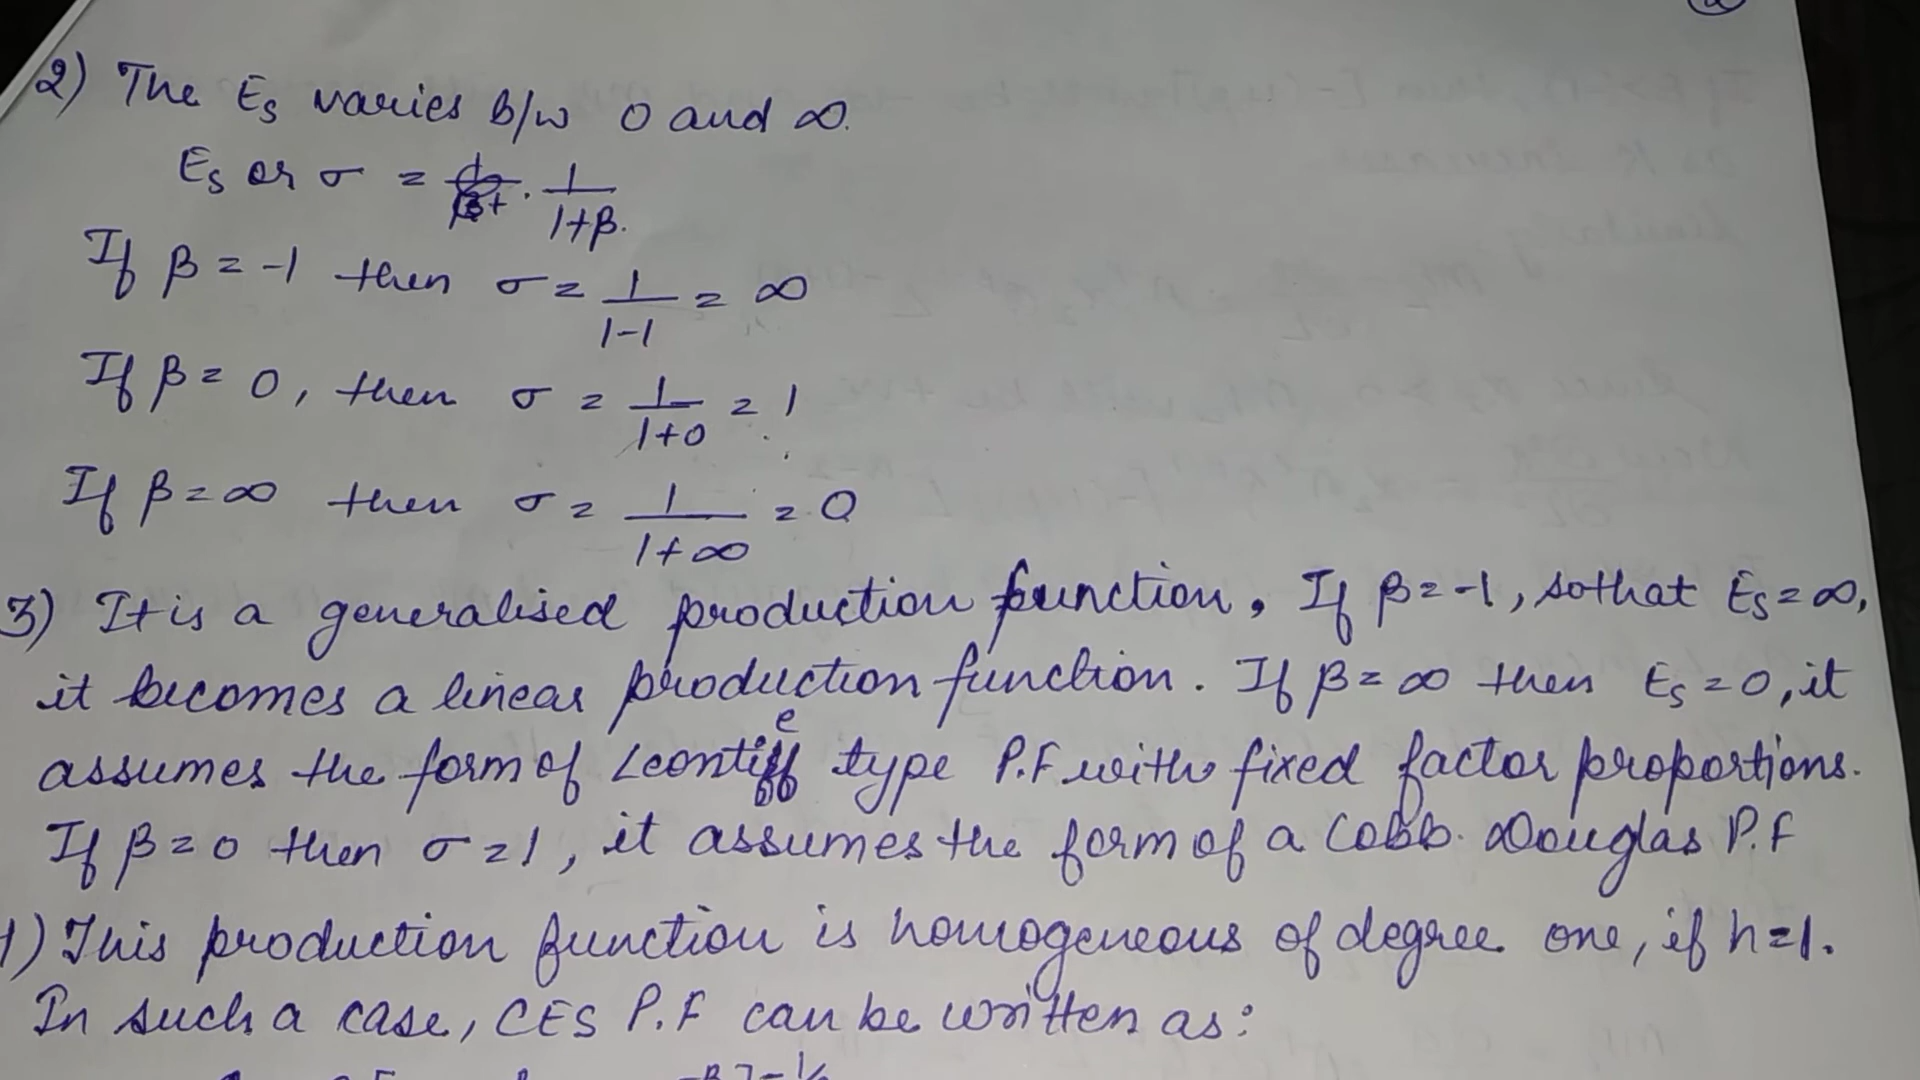 2) The Es varies b/w 0 and ∞.
Es or σ = 1/(1+β).
If β = -1 then σ = 1/(1-1) = ∞
If β = 0, then σ = 1/(1+0) = 1
If β = ∞ then σ = 1/(1+∞) = 0
3) It is a generalised production function, If β = -1, so that Es = ∞,
it becomes a linear production function. If β = ∞ then Es = 0, it
assumes the form of Leontieff type P.F with fixed factor proportions.
If β = 0 then σ = 1, it assumes the form of a Cobb. Douglas P.F
) This production function is homogeneous of degree one, if h = 1.
In such a case, CES P.F can be written as: